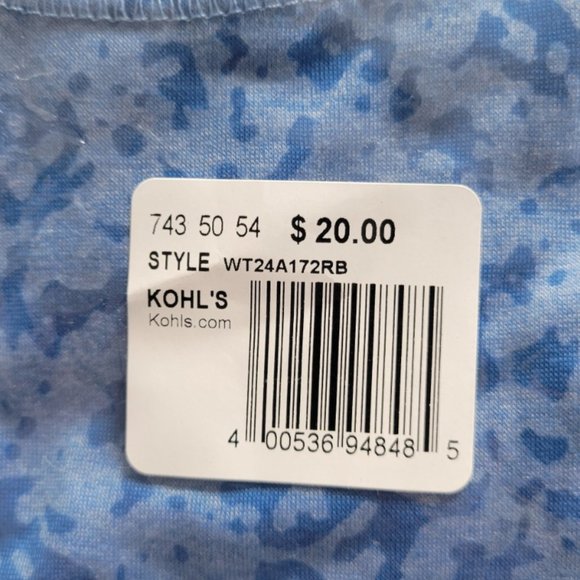 743 50 54 $ 20.00
STYLE WT24A172RB
KOHL'S
Kohls.com
4 00536 94848 5